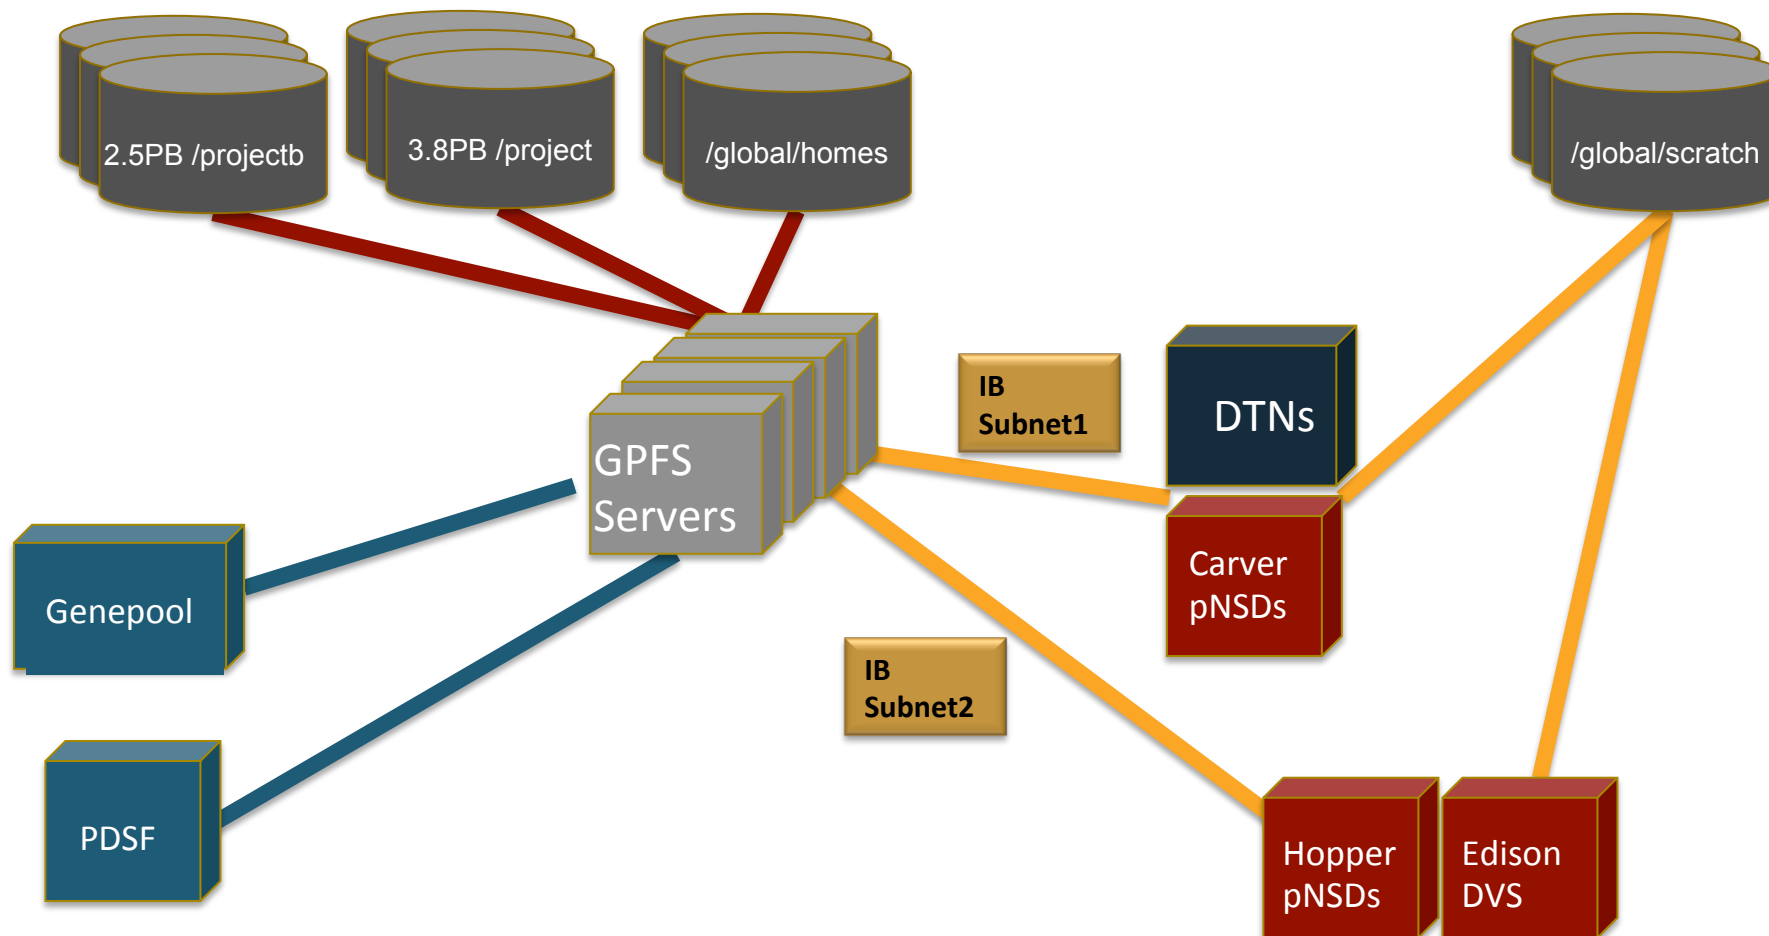 2.5PB /projectb
3.8PB /project
/global/homes
/global/scratch
IB
Subnet1
DTNs
GPFS
Servers
Carver
pNSDs
Genepool
IB
Subnet2
PDSF
Hopper
pNSDs
Edison
DVS